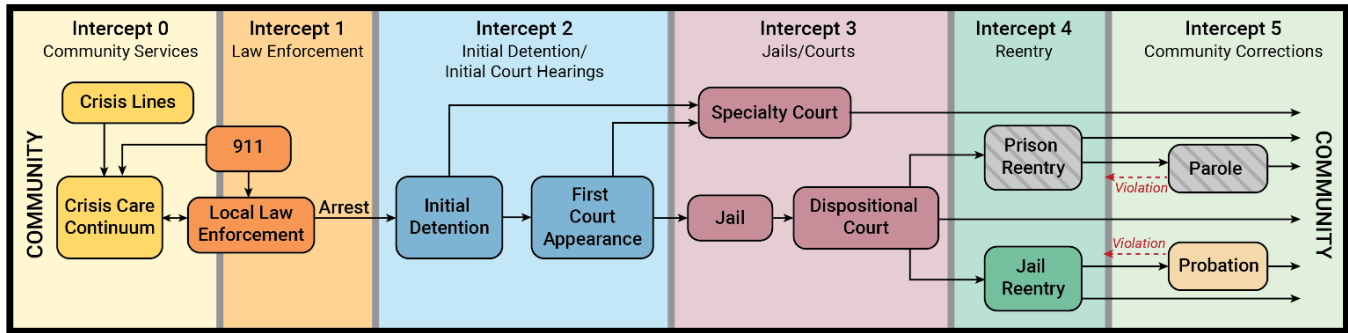 Intercept 0
Community Services
Intercept 1
Law Enforcement
Intercept 2
Initial Detention/
Initial Court Hearings
Intercept 3
Jails/Courts
Intercept 4
Reentry
Intercept 5
Community Corrections
COMMUNITY
Crisis Lines
911
Crisis Care
Continuum
Local Law
Enforcement
Arrest
Initial
Detention
First
Court
Appearance
Specialty Court
Jail
Dispositional
Court
Prison
Reentry
Parole
Violation
Jail
Reentry
Violation
Probation
COMMUNITY